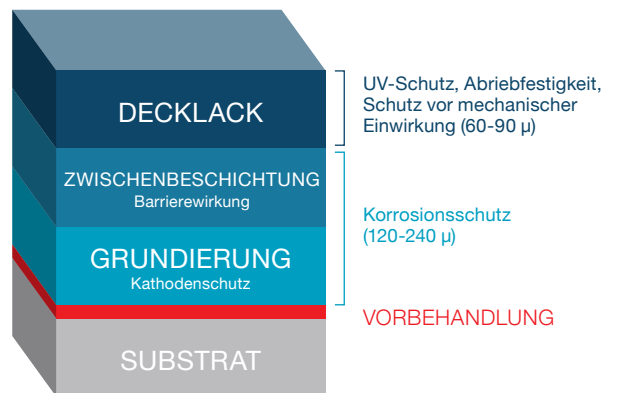 DECKLACK
UV-Schutz, Abriebfestigkeit,
Schutz vor mechanischer
Einwirkung (60-90 µ)
ZWISCHENBESCHICHTUNG
Barrierewirkung
GRUNDIERUNG
Kathodenschutz
Korrosionsschutz
(120-240 µ)
VORBEHANDLUNG
SUBSTRAT